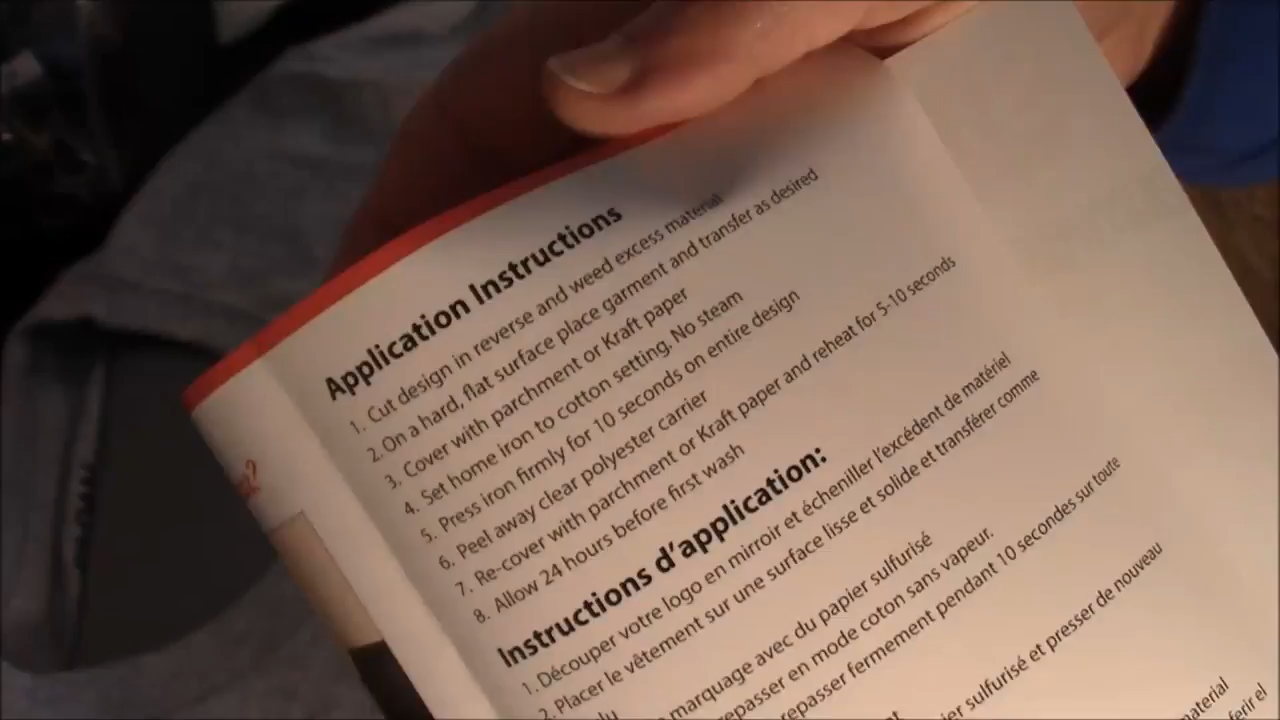 Application Instructions
1. Cut design in reverse and weed excess material
2. On a hard, flat surface place garment and transfer as desired
3. Cover with parchment or Kraft paper
4. Set home iron to cotton setting. No steam
5. Press iron firmly for 10 seconds on entire design
6. Peel away clear polyester carrier
7. Re-cover with parchment or Kraft paper and reheat for 5-10 seconds
8. Allow 24 hours before first wash
Instructions d'application:
1. Découper votre logo en mirroir et écheniller l'excédent de matériel
2. Placer le vêtement sur une surface lisse et solide et transférer comme
marquage avec du papier sulfurisé
repasser en mode coton sans vapeur.
repasser fermement pendant 10 secondes sur toute
sulfurisé et presser de nouveau
material